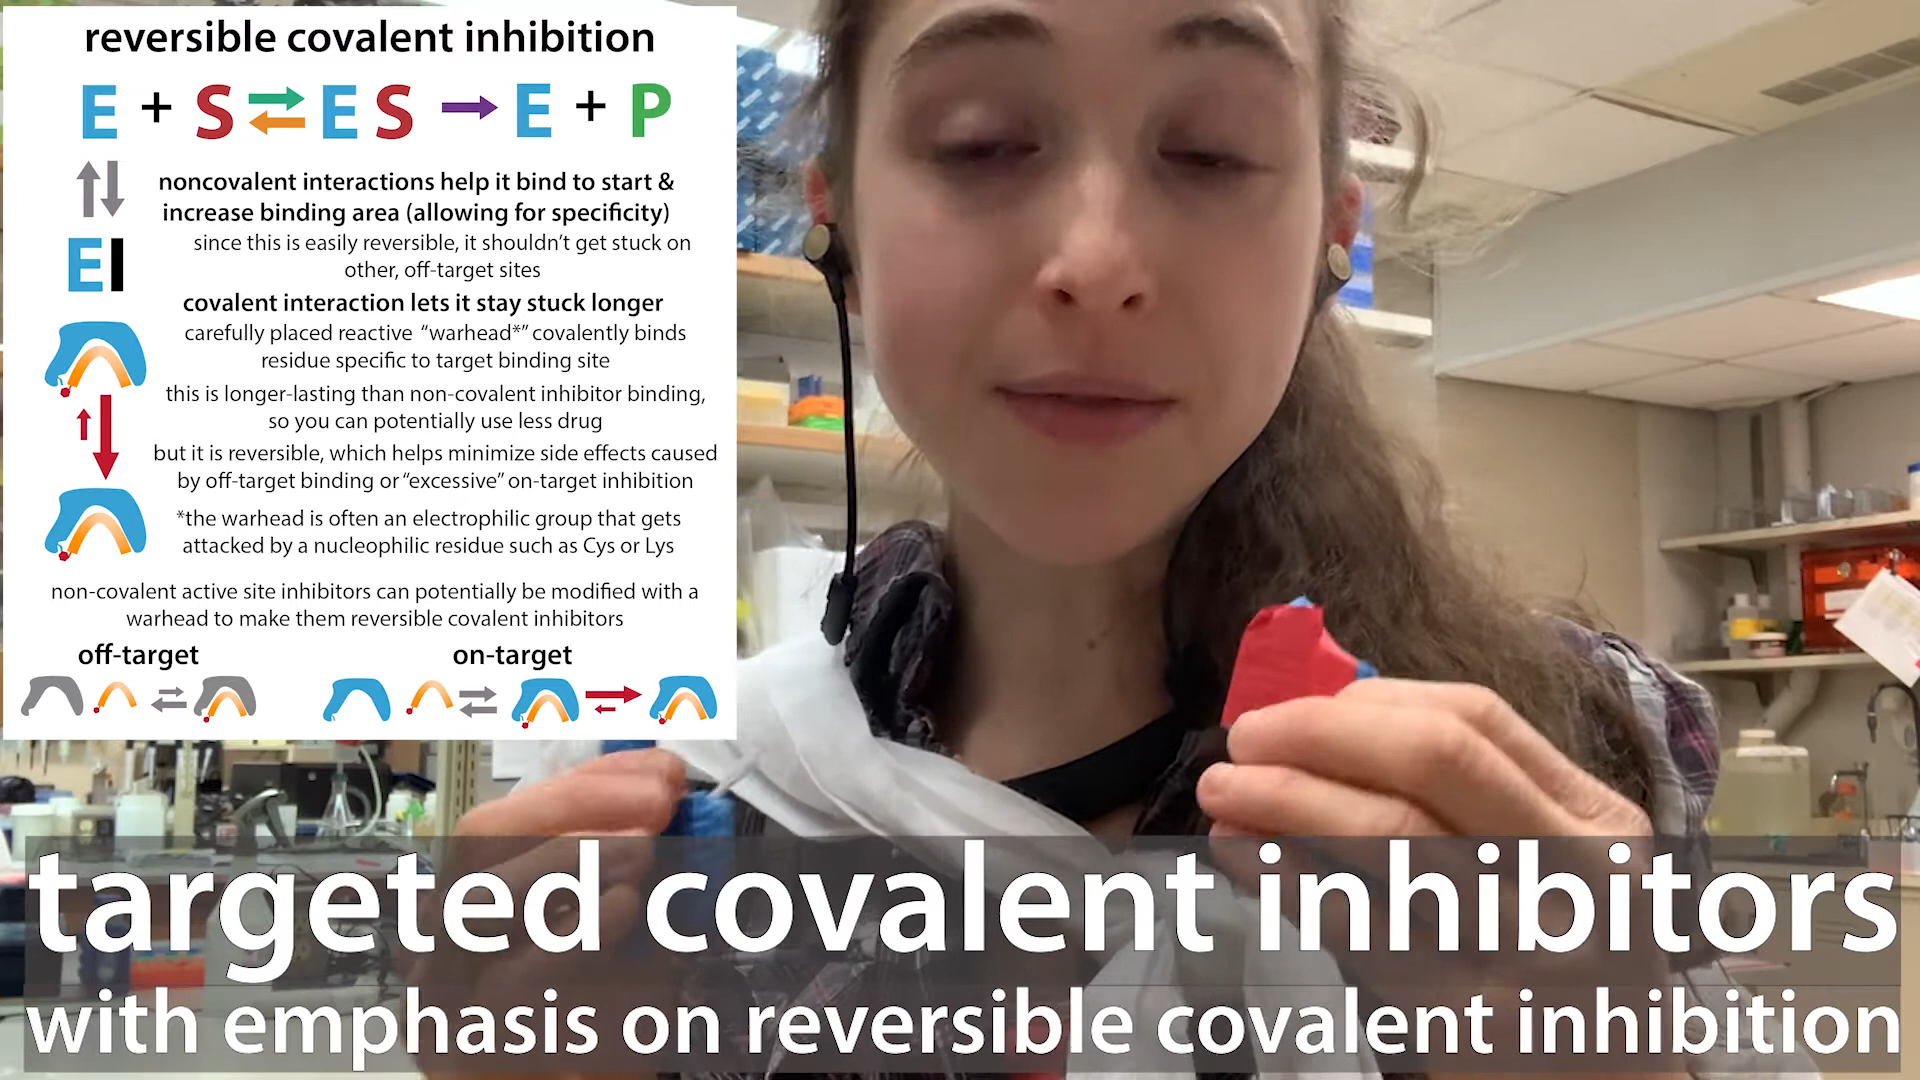 reversible covalent inhibition
E + S ⇄ E S → E + P
noncovalent interactions help it bind to start &
increase binding area (allowing for specificity)
since this is easily reversible, it shouldn't get stuck on
other, off-target sites
EI
covalent interaction lets it stay stuck longer
carefully placed reactive “warhead*” covalently binds
residue specific to target binding site
this is longer-lasting than non-covalent inhibitor binding,
so you can potentially use less drug
but it is reversible, which helps minimize side effects caused
by off-target binding or “excessive” on-target inhibition
*the warhead is often an electrophilic group that gets
attacked by a nucleophilic residue such as Cys or Lys
non-covalent active site inhibitors can potentially be modified with a
warhead to make them reversible covalent inhibitors
off-target on-target
targeted covalent inhibitors
with emphasis on reversible covalent inhibition